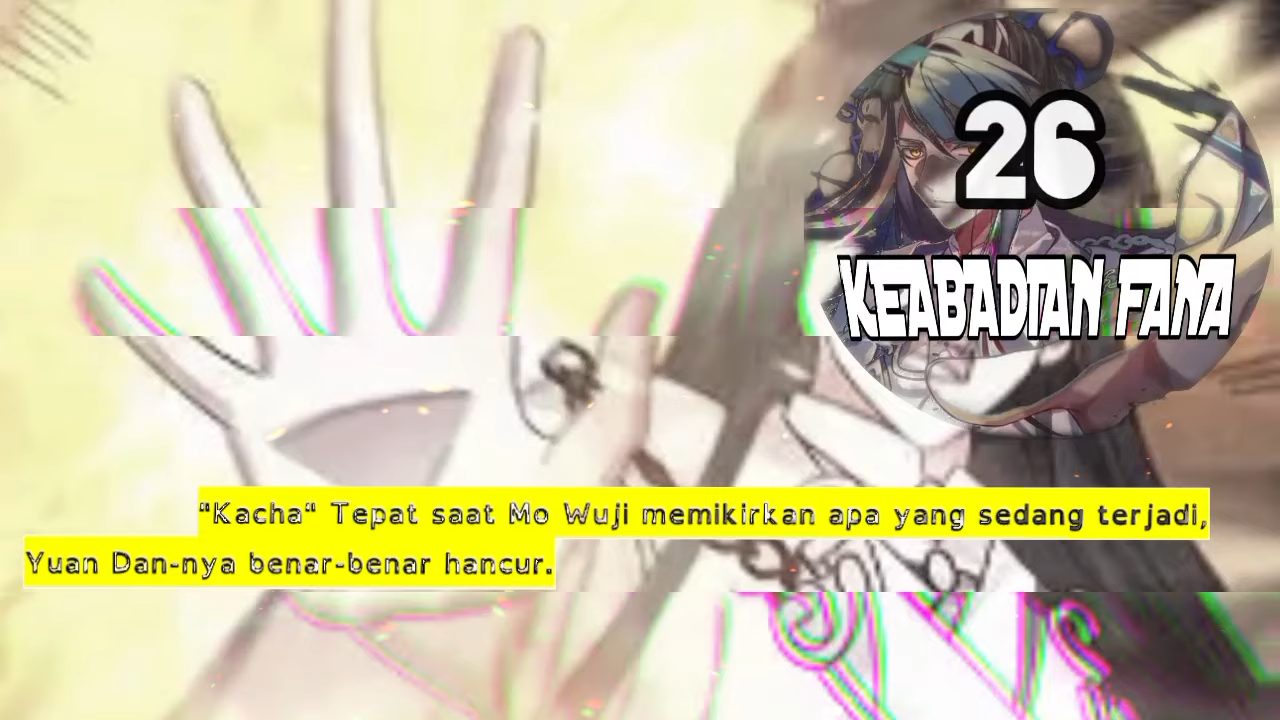 26
KEABADIAN FANA
"Kacha" Tepat saat Mo Wuji memikirkan apa yang sedang terjadi,
Yuan Dan-nya benar-benar hancur.